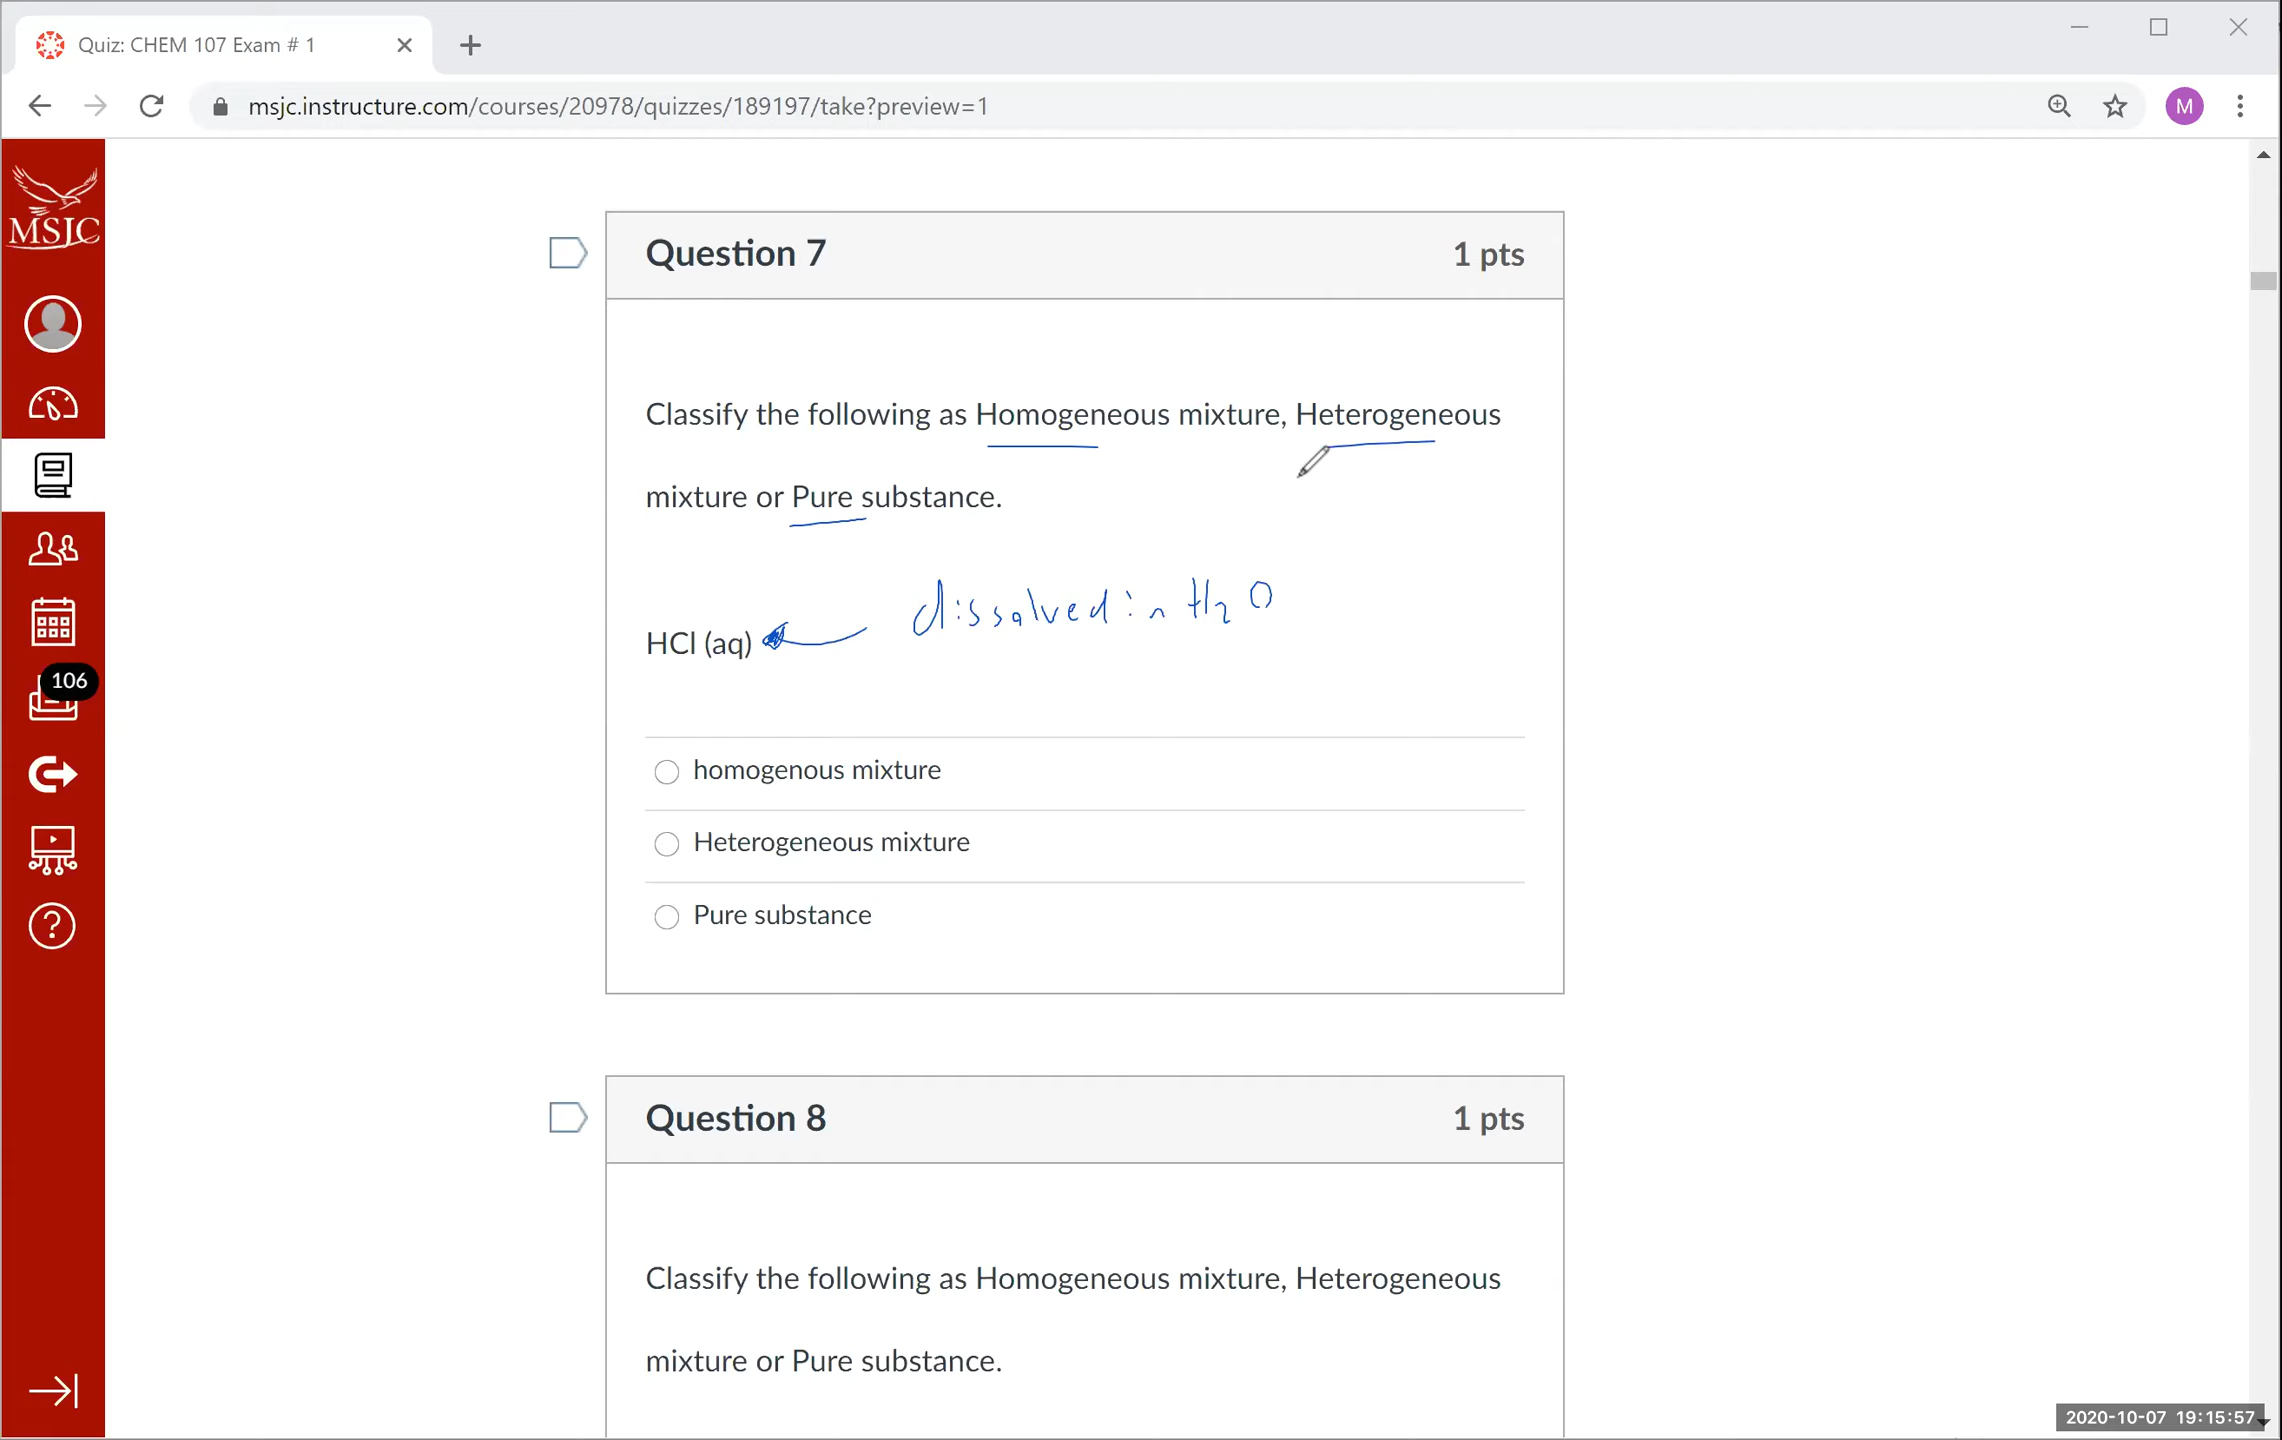 Quiz: CHEM 107 Exam # 1
msjc.instructure.com/courses/20978/quizzes/189197/take?preview=1
M
MSJC
106
Question 7
1 pts
Classify the following as Homogeneous mixture, Heterogeneous
mixture or Pure substance.
dissolved in H₂O
HCl (aq)
homogenous mixture
Heterogeneous mixture
Pure substance
Question 8
1 pts
Classify the following as Homogeneous mixture, Heterogeneous
mixture or Pure substance.
2020-10-07 19:15:57